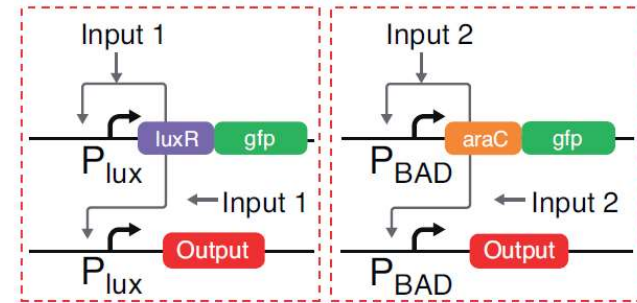 Input 1
luxR gfp
Plux
Input 1
Output
Plux
Input 2
araC gfp
PBAD
Input 2
Output
PBAD